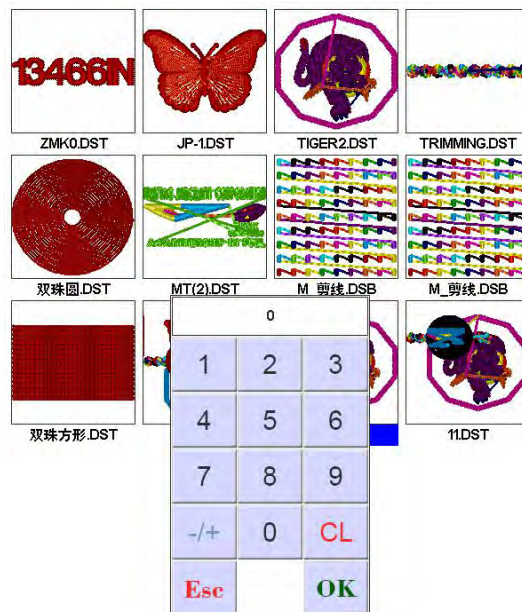 13466IN
ZMK0.DST
JP-1.DST
TIGER2.DST
TRIMMING.DST
双珠圆.DST
MT(2).DST
M_剪线.DSB
M_剪线.DSB
双珠方形.DST
11.DST
0
1 2 3
4 5 6
7 8 9
-/+ 0 CL
Esc OK